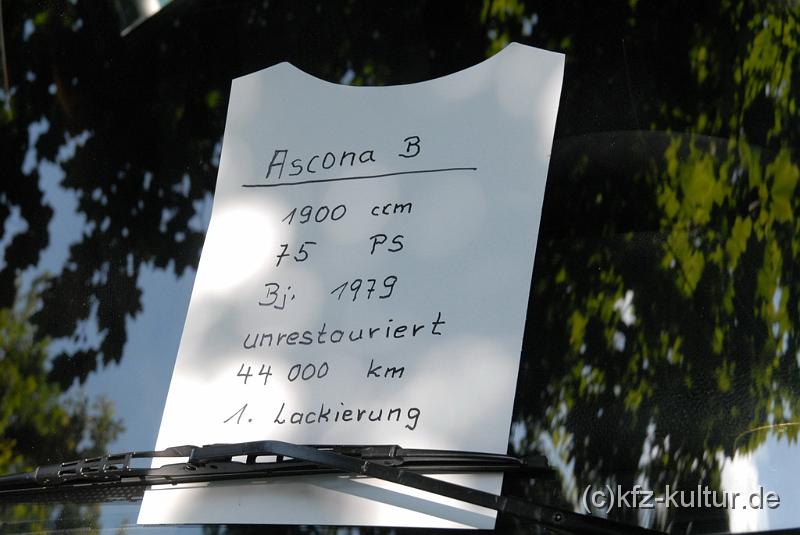 Ascona B
1900 ccm
75 PS
Bj. 1979
unrestauriert
44 000 km
1. Lackierung
(c)kfz-kultur.de